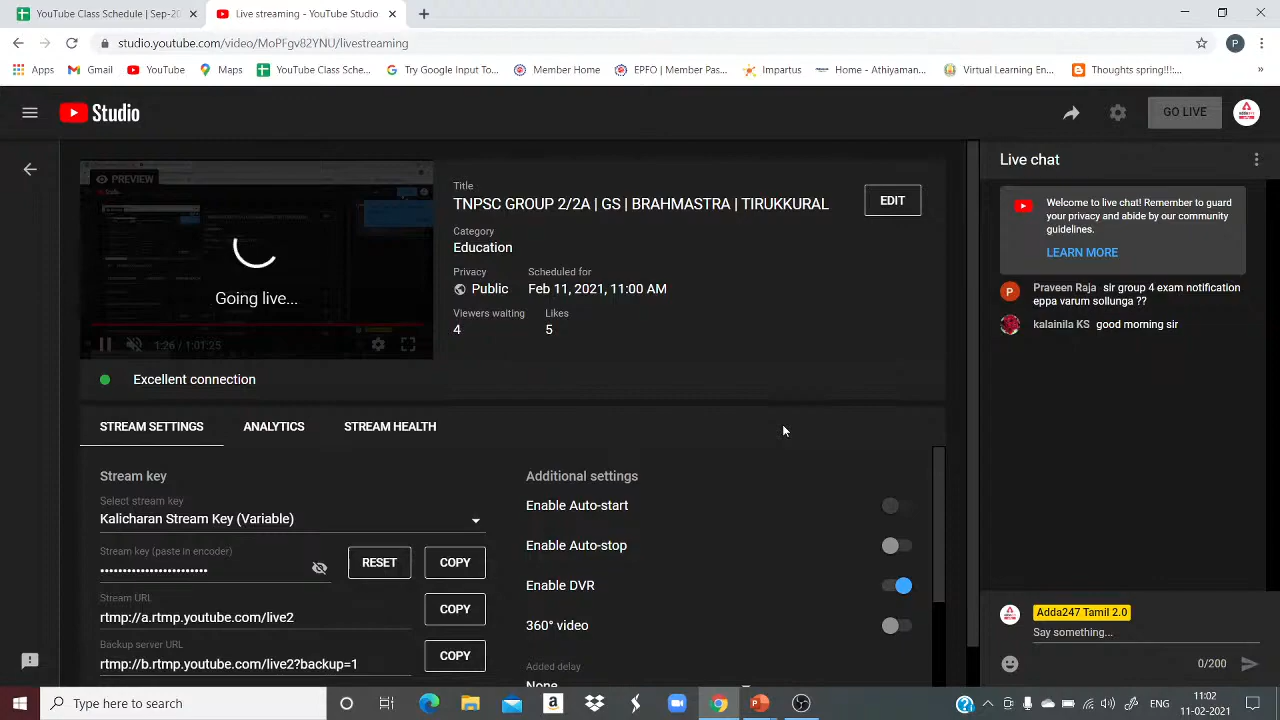 YouTube Class Schedule | Sep-20
Live streaming - YouTube Studio
studio.youtube.com/video/MoPFgv82YNU/livestreaming
P
Apps
Gmail
YouTube
Maps
YouTube Class Sche...
Try Google Input To...
Member Home
EPFO | Member Pas...
Impartus
Home - Athiyaman...
Virtual Learning En...
Thoughts spring!!!:...
Studio
GO LIVE
PREVIEW
Going live...
1:26 / 1:01:25
Title
TNPSC GROUP 2/2A | GS | BRAHMASTRA | TIRUKKURAL
EDIT
Category
Education
Privacy
Scheduled for
Public
Feb 11, 2021, 11:00 AM
Viewers waiting
Likes
4
5
Excellent connection
STREAM SETTINGS
ANALYTICS
STREAM HEALTH
Stream key
Select stream key
Kalicharan Stream Key (Variable)
Stream key (paste in encoder)
RESET
COPY
Stream URL
rtmp://a.rtmp.youtube.com/live2
COPY
Backup server URL
rtmp://b.rtmp.youtube.com/live2?backup=1
COPY
Additional settings
Enable Auto-start
Enable Auto-stop
Enable DVR
360° video
Added delay
None
Live chat
Welcome to live chat! Remember to guard
your privacy and abide by our community
guidelines.
LEARN MORE
P
Praveen Raja sir group 4 exam notification
eppa varum sollunga ??
kalainila KS good morning sir
Adda247 Tamil 2.0
Say something...
0/200
Type here to search
ENG
11:02
11-02-2021